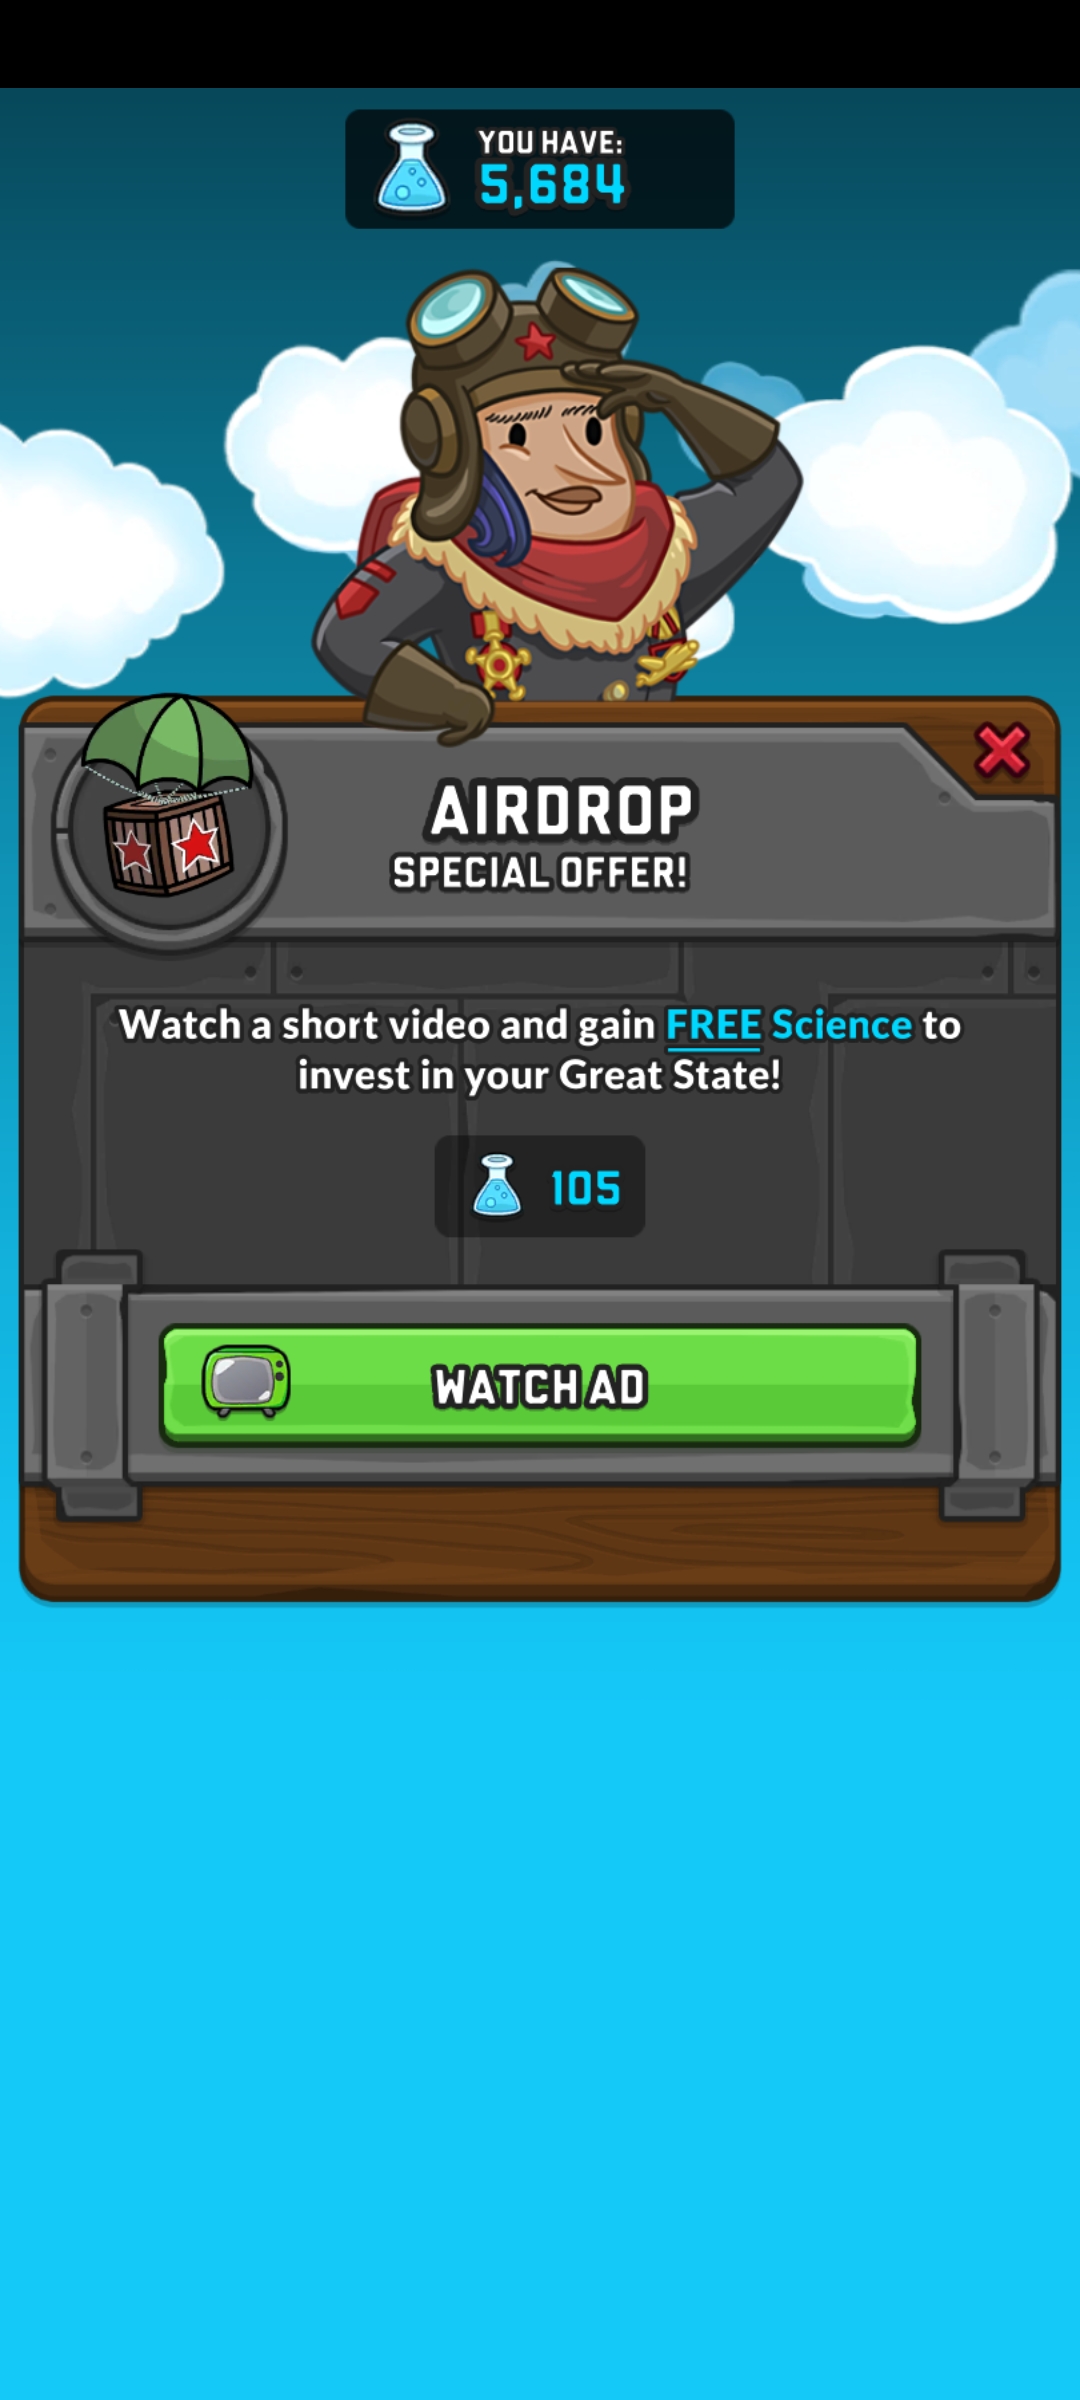 YOU HAVE:
5,684
AIRDROP
SPECIAL OFFER!
Watch a short video and gain FREE Science to
invest in your Great State!
105
WATCH AD